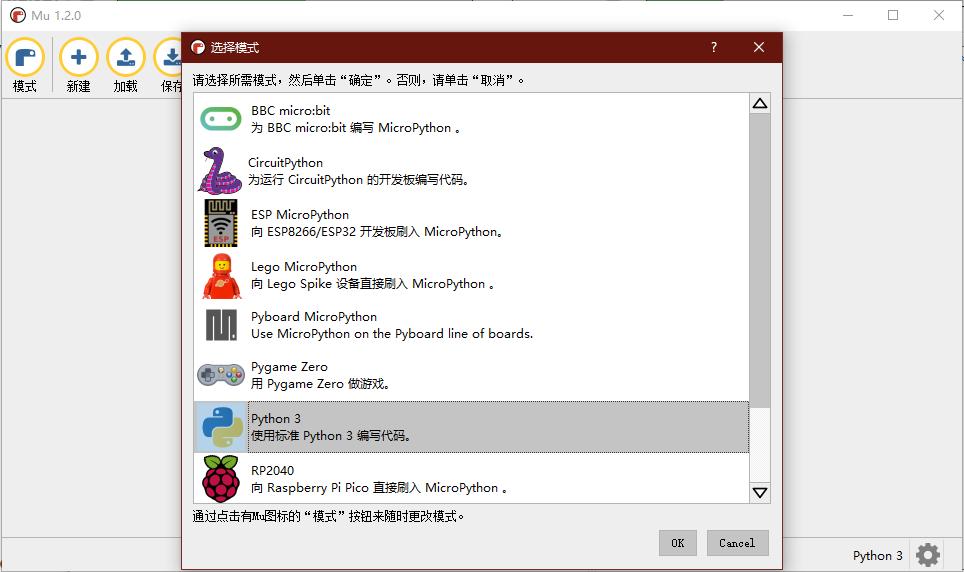 Mu 1.2.0
选择模式
?
模式
新建
加载
保存
请选择所需模式，然后单击“确定”。否则，请单击“取消”。
BBC micro:bit
为 BBC micro:bit 编写 MicroPython 。
CircuitPython
为运行 CircuitPython 的开发板编写代码。
ESP MicroPython
ESP
向 ESP8266/ESP32 开发板刷入 MicroPython。
Lego MicroPython
向 Lego Spike 设备直接刷入 MicroPython 。
Pyboard MicroPython
Use MicroPython on the Pyboard line of boards.
Pygame Zero
用 Pygame Zero 做游戏。
Python 3
使用标准 Python 3 编写代码。
RP2040
向 Raspberry Pi Pico 直接刷入 MicroPython 。
通过点击有Mu图标的“模式”按钮来随时更改模式。
OK
Cancel
Python 3